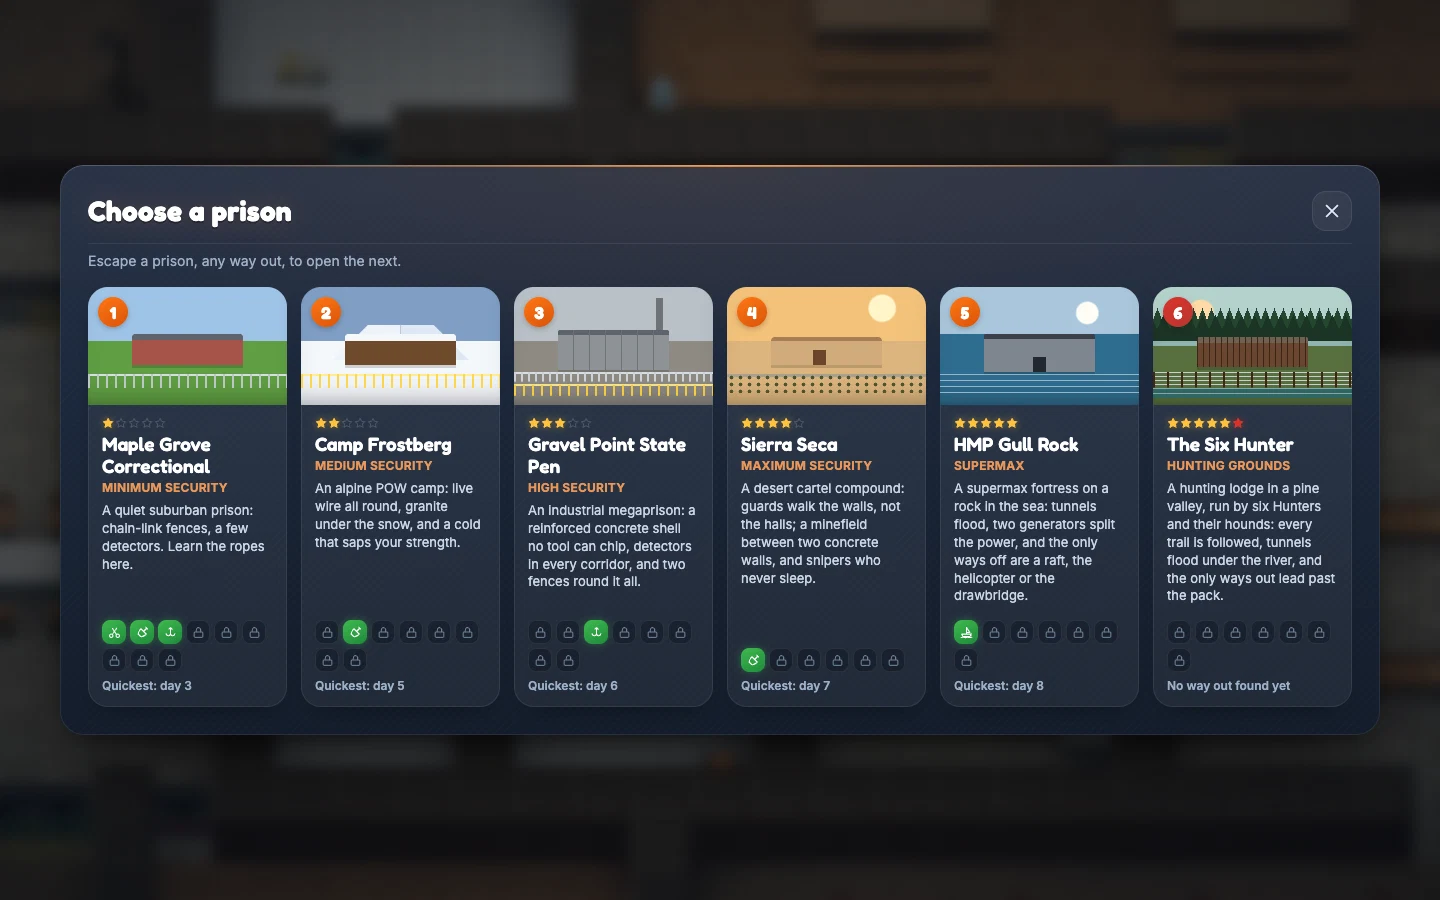 Choose a prison
Escape a prison, any way out, to open the next.
1
Maple Grove
Correctional
MINIMUM SECURITY
A quiet suburban prison:
chain-link fences, a few
detectors. Learn the ropes
here.
Quickest: day 3
2
Camp Frostberg
MEDIUM SECURITY
An alpine POW camp: live
wire all round, granite
under the snow, and a cold
that saps your strength.
Quickest: day 5
3
Gravel Point State
Pen
HIGH SECURITY
An industrial megaprison: a
reinforced concrete shell
no tool can chip, detectors
in every corridor, and two
fences round it all.
Quickest: day 6
4
Sierra Seca
MAXIMUM SECURITY
A desert cartel compound:
guards walk the walls, not
the halls; a minefield
between two concrete
walls, and snipers who
never sleep.
Quickest: day 7
5
HMP Gull Rock
SUPERMAX
A supermax fortress on a
rock in the sea: tunnels
flood, two generators split
the power, and the only
ways off are a raft, the
helicopter or the
drawbridge.
Quickest: day 8
6
The Six Hunter
HUNTING GROUNDS
A hunting lodge in a pine
valley, run by six Hunters
and their hounds: every
trail is followed, tunnels
flood under the river, and
the only ways out lead past
the pack.
No way out found yet